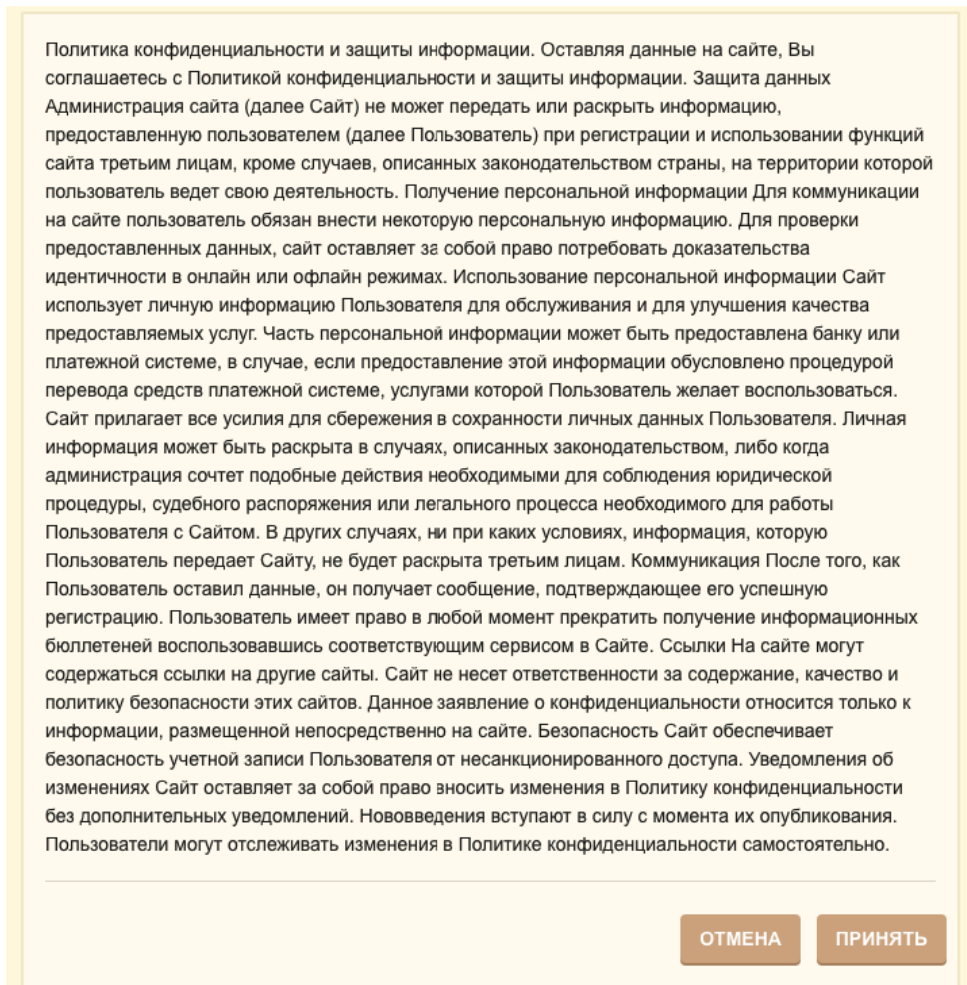 Политика конфиденциальности и защиты информации. Оставляя данные на сайте, Вы
соглашаетесь с Политикой конфиденциальности и защиты информации. Защита данных
Администрация сайта (далее Сайт) не может передать или раскрыть информацию,
предоставленную пользователем (далее Пользователь) при регистрации и использовании функций
сайта третьим лицам, кроме случаев, описанных законодательством страны, на территории которой
пользователь ведет свою деятельность. Получение персональной информации Для коммуникации
на сайте пользователь обязан внести некоторую персональную информацию. Для проверки
предоставленных данных, сайт оставляет за собой право потребовать доказательства
идентичности в онлайн или офлайн режимах. Использование персональной информации Сайт
использует личную информацию Пользователя для обслуживания и для улучшения качества
предоставляемых услуг. Часть персональной информации может быть предоставлена банку или
платежной системе, в случае, если предоставление этой информации обусловлено процедурой
перевода средств платежной системе, услугами которой Пользователь желает воспользоваться.
Сайт прилагает все усилия для сбережения в сохранности личных данных Пользователя. Личная
информация может быть раскрыта в случаях, описанных законодательством, либо когда
администрация сочтет подобные действия необходимыми для соблюдения юридической
процедуры, судебного распоряжения или легального процесса необходимого для работы
Пользователя с Сайтом. В других случаях, ни при каких условиях, информация, которую
Пользователь передает Сайту, не будет раскрыта третьим лицам. Коммуникация После того, как
Пользователь оставил данные, он получает сообщение, подтверждающее его успешную
регистрацию. Пользователь имеет право в любой момент прекратить получение информационных
бюллетеней воспользовавшись соответствующим сервисом в Сайте. Ссылки На сайте могут
содержаться ссылки на другие сайты. Сайт не несет ответственности за содержание, качество и
политику безопасности этих сайтов. Данное заявление о конфиденциальности относится только к
информации, размещенной непосредственно на сайте. Безопасность Сайт обеспечивает
безопасность учетной записи Пользователя от несанкционированного доступа. Уведомления об
изменениях Сайт оставляет за собой право вносить изменения в Политику конфиденциальности
без дополнительных уведомлений. Нововведения вступают в силу с момента их опубликования.
Пользователи могут отслеживать изменения в Политике конфиденциальности самостоятельно.
ОТМЕНА ПРИНЯТЬ